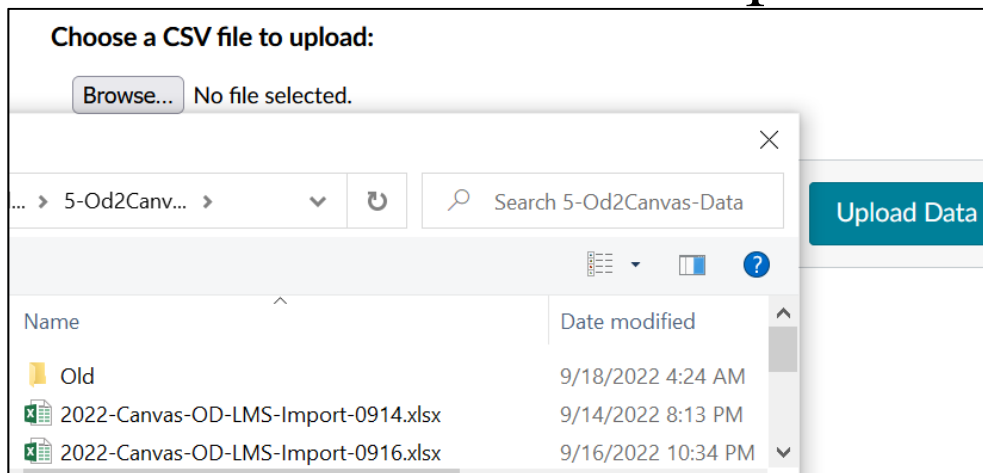 Choose a CSV file to upload:
Browse... No file selected.
... > 5-Od2Canv... > Search 5-Od2Canvas-Data
Upload Data
?
Name Date modified
Old 9/18/2022 4:24 AM
2022-Canvas-OD-LMS-Import-0914.xlsx 9/14/2022 8:13 PM
2022-Canvas-OD-LMS-Import-0916.xlsx 9/16/2022 10:34 PM